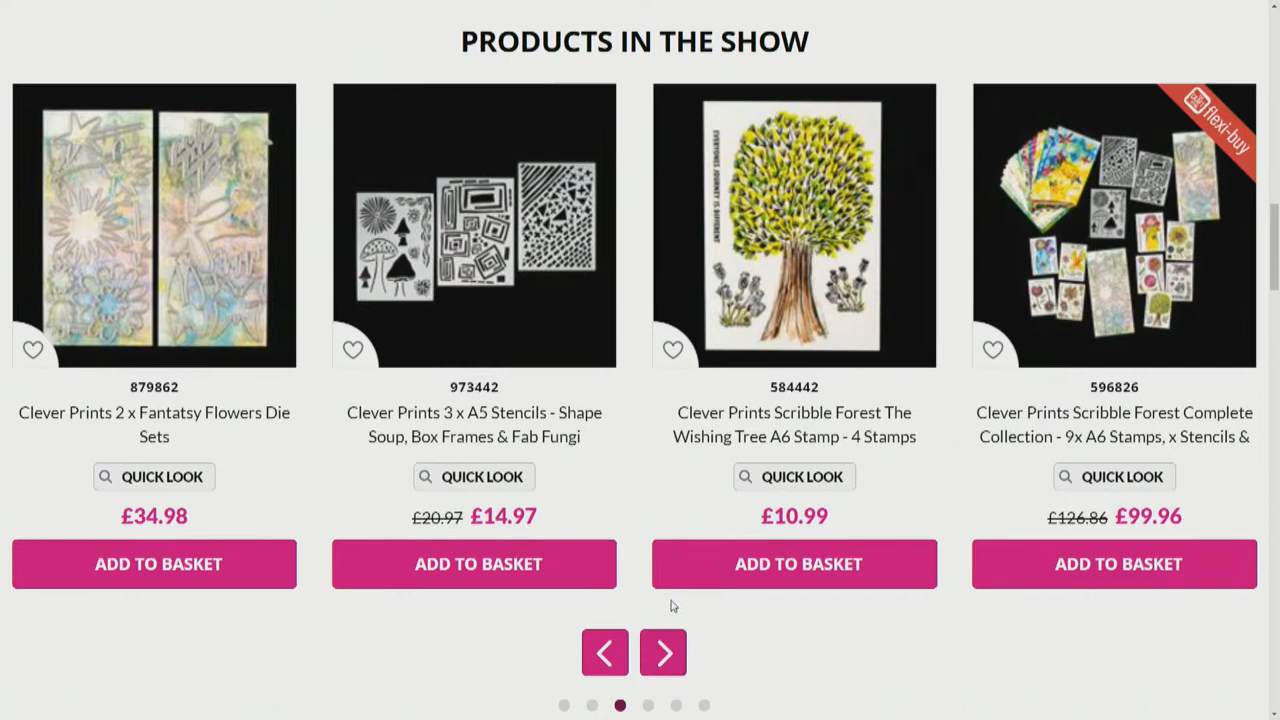 PRODUCTS IN THE SHOW
flexi-buy
EVERYONES JOURNEY IS DIFFERENT
879862
Clever Prints 2 x Fantatsy Flowers Die
Sets
QUICK LOOK
£34.98
ADD TO BASKET
973442
Clever Prints 3 x A5 Stencils - Shape
Soup, Box Frames & Fab Fungi
QUICK LOOK
£20.97 £14.97
ADD TO BASKET
584442
Clever Prints Scribble Forest The
Wishing Tree A6 Stamp - 4 Stamps
QUICK LOOK
£10.99
ADD TO BASKET
596826
Clever Prints Scribble Forest Complete
Collection - 9x A6 Stamps, x Stencils &
QUICK LOOK
£126.86 £99.96
ADD TO BASKET